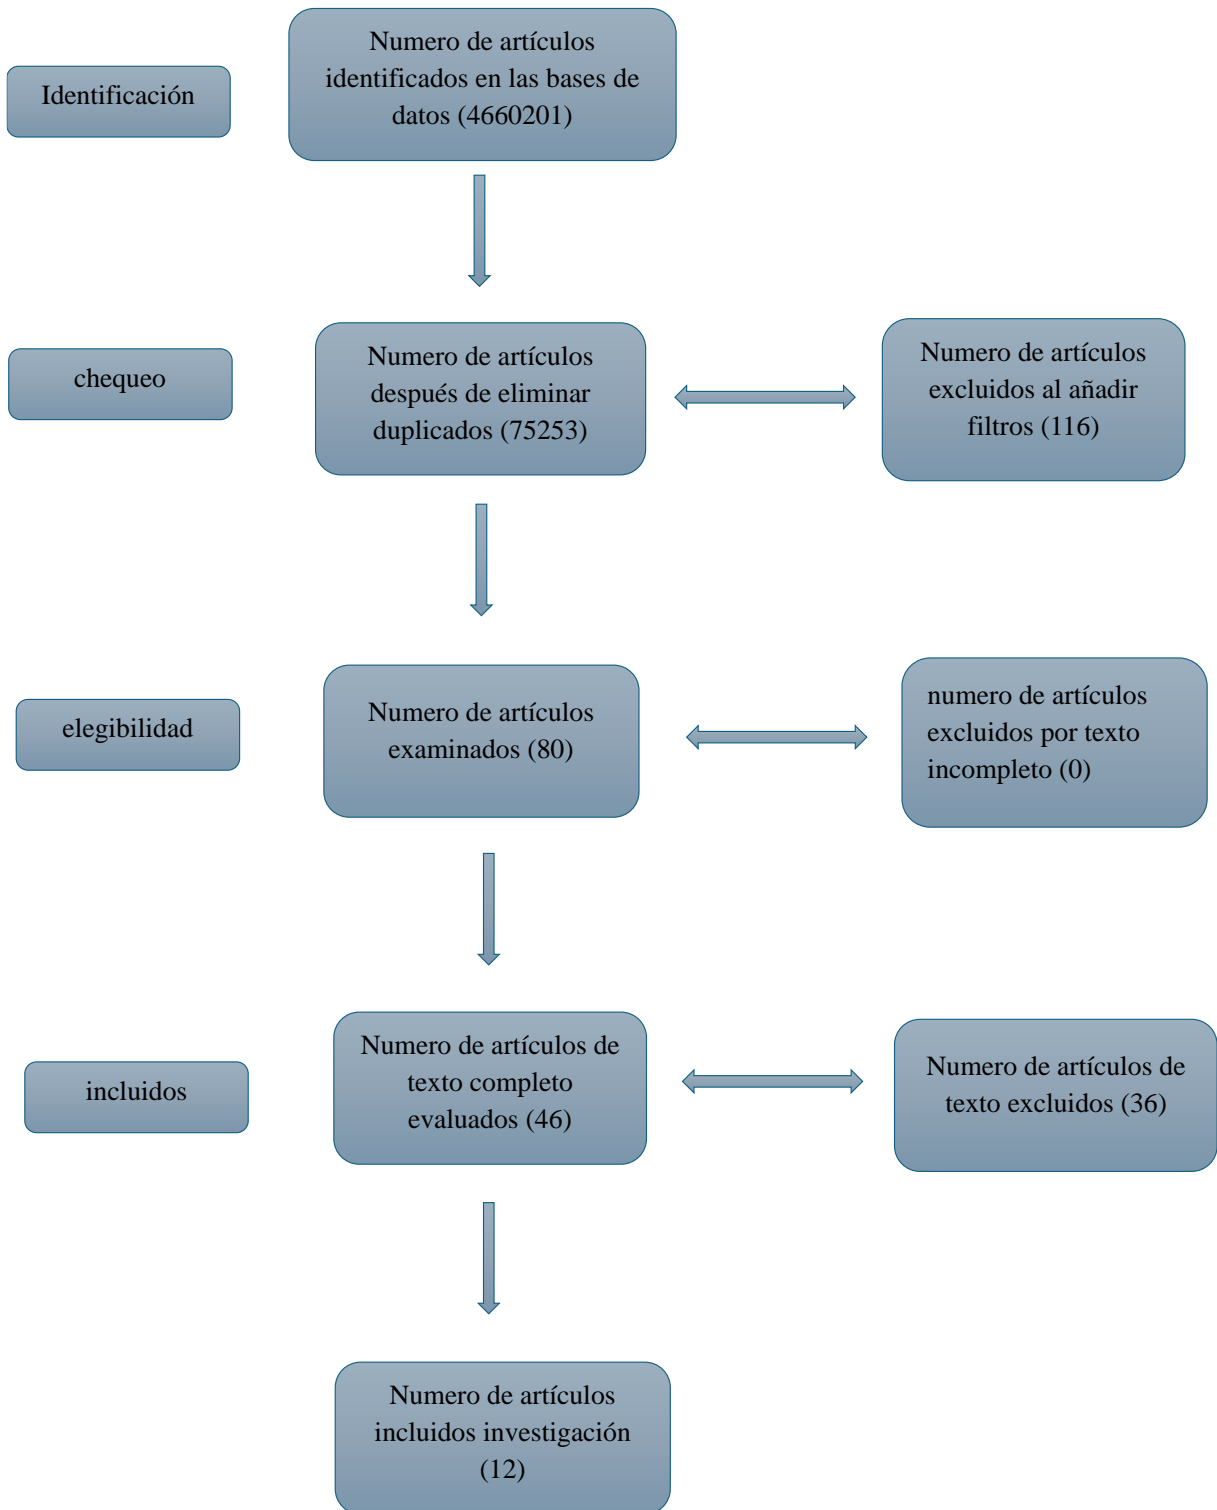 Identificación
Numero de artículos
identificados en las bases de
datos (4660201)
chequeo
Numero de artículos
después de eliminar
duplicados (75253)
Numero de artículos
excluidos al añadir
filtros (116)
elegibilidad
Numero de artículos
examinados (80)
numero de artículos
excluidos por texto
incompleto (0)
incluidos
Numero de artículos de
texto completo
evaluados (46)
Numero de artículos de
texto excluidos (36)
Numero de artículos
incluidos investigación
(12)